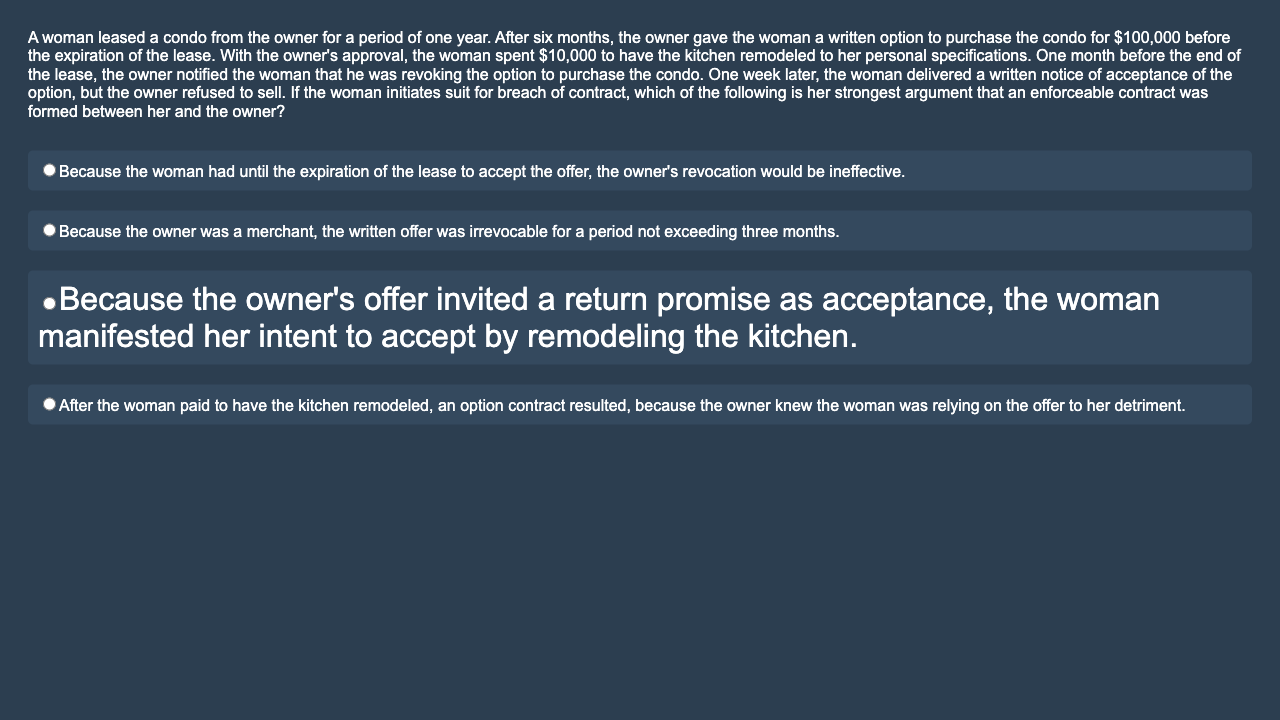 A woman leased a condo from the owner for a period of one year. After six months, the owner gave the woman a written option to purchase the condo for $100,000 before
the expiration of the lease. With the owner's approval, the woman spent $10,000 to have the kitchen remodeled to her personal specifications. One month before the end of
the lease, the owner notified the woman that he was revoking the option to purchase the condo. One week later, the woman delivered a written notice of acceptance of the
option, but the owner refused to sell. If the woman initiates suit for breach of contract, which of the following is her strongest argument that an enforceable contract was
formed between her and the owner?
Because the woman had until the expiration of the lease to accept the offer, the owner's revocation would be ineffective.
Because the owner was a merchant, the written offer was irrevocable for a period not exceeding three months.
Because the owner's offer invited a return promise as acceptance, the woman
manifested her intent to accept by remodeling the kitchen.
After the woman paid to have the kitchen remodeled, an option contract resulted, because the owner knew the woman was relying on the offer to her detriment.